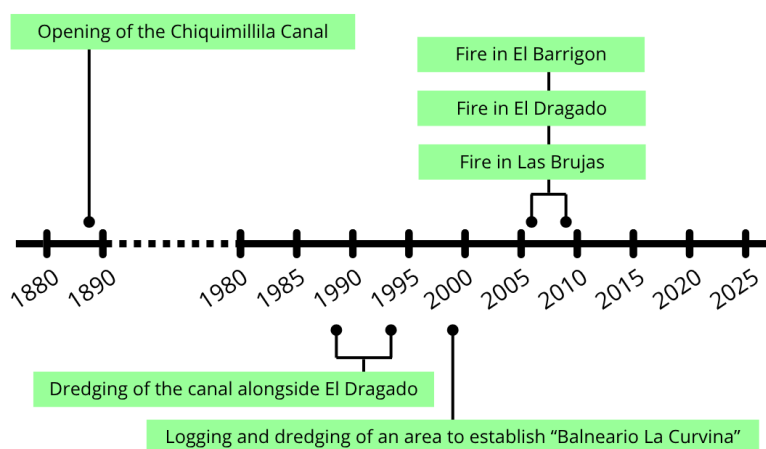 Opening of the Chiquimillila Canal
Fire in El Barrigon
Fire in El Dragado
Fire in Las Brujas
1880 1890 1980 1985 1990 1995 2000 2005 2010 2015 2020 2025
Dredging of the canal alongside El Dragado
Logging and dredging of an area to establish “Balneario La Curvina”